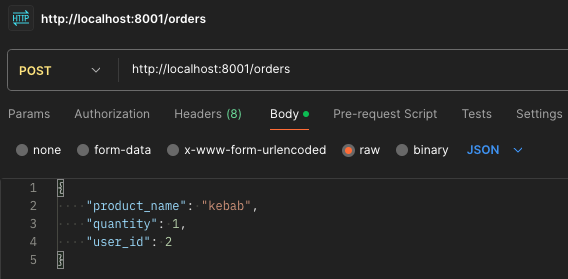 HTTP http://localhost:8001/orders
POST http://localhost:8001/orders
Params Authorization Headers (8) Body Pre-request Script Tests Settings
none form-data x-www-form-urlencoded raw binary JSON
1 {
2 "product_name": "kebab",
3 "quantity": 1,
4 "user_id": 2
5 }